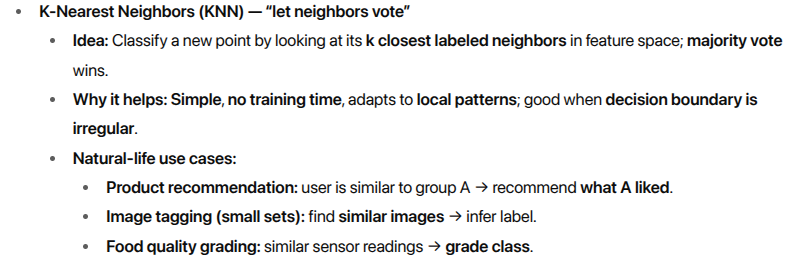 K-Nearest Neighbors (KNN) — “let neighbors vote”
Idea: Classify a new point by looking at its k closest labeled neighbors in feature space; majority vote
wins.
Why it helps: Simple, no training time, adapts to local patterns; good when decision boundary is
irregular.
Natural-life use cases:
Product recommendation: user is similar to group A → recommend what A liked.
Image tagging (small sets): find similar images → infer label.
Food quality grading: similar sensor readings → grade class.